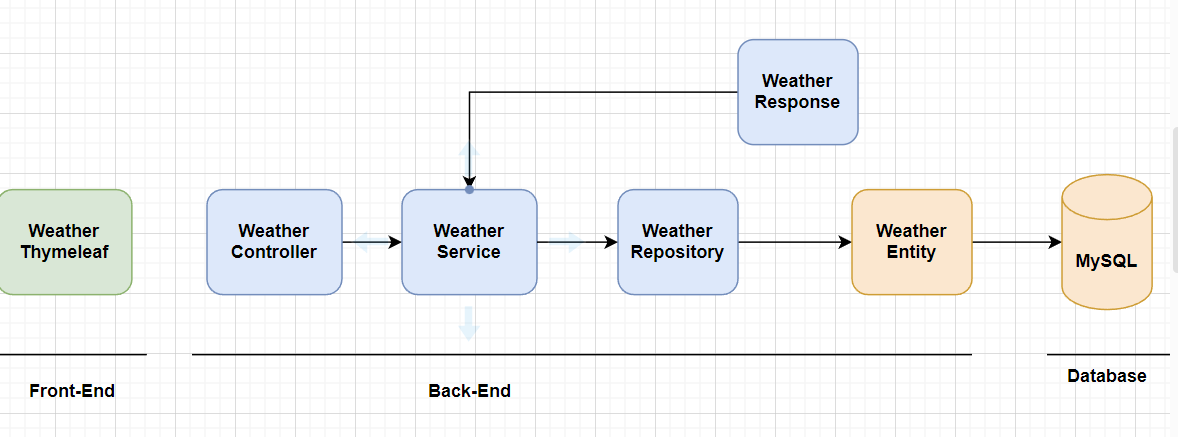 Weather
Response
Weather
Thymeleaf
Weather
Controller
Weather
Service
Weather
Repository
Weather
Entity
MySQL
Front-End
Back-End
Database